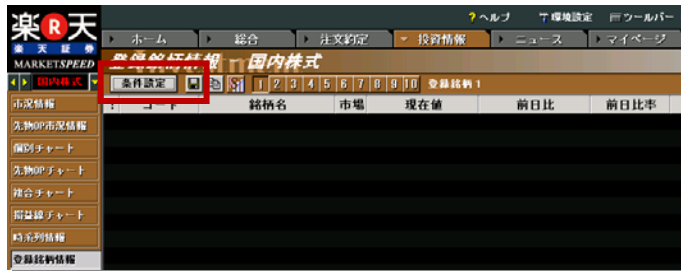 楽R天
楽天証券
MARKETSPEED
?ヘルプ 環境設定 ツールバー
ホーム 総合 注文約定 投資情報 ニュース マイページ
登録銘柄情報 国内株式
国内株式
条件設定 1 2 3 4 5 6 7 8 9 10 登録銘柄1
! コード 銘柄名 市場 現在値 前日比 前日比率
市況情報
先物OP市況情報
個別チャート
先物OPチャート
複合チャート
損益線チャート
時系列情報
登録銘柄情報